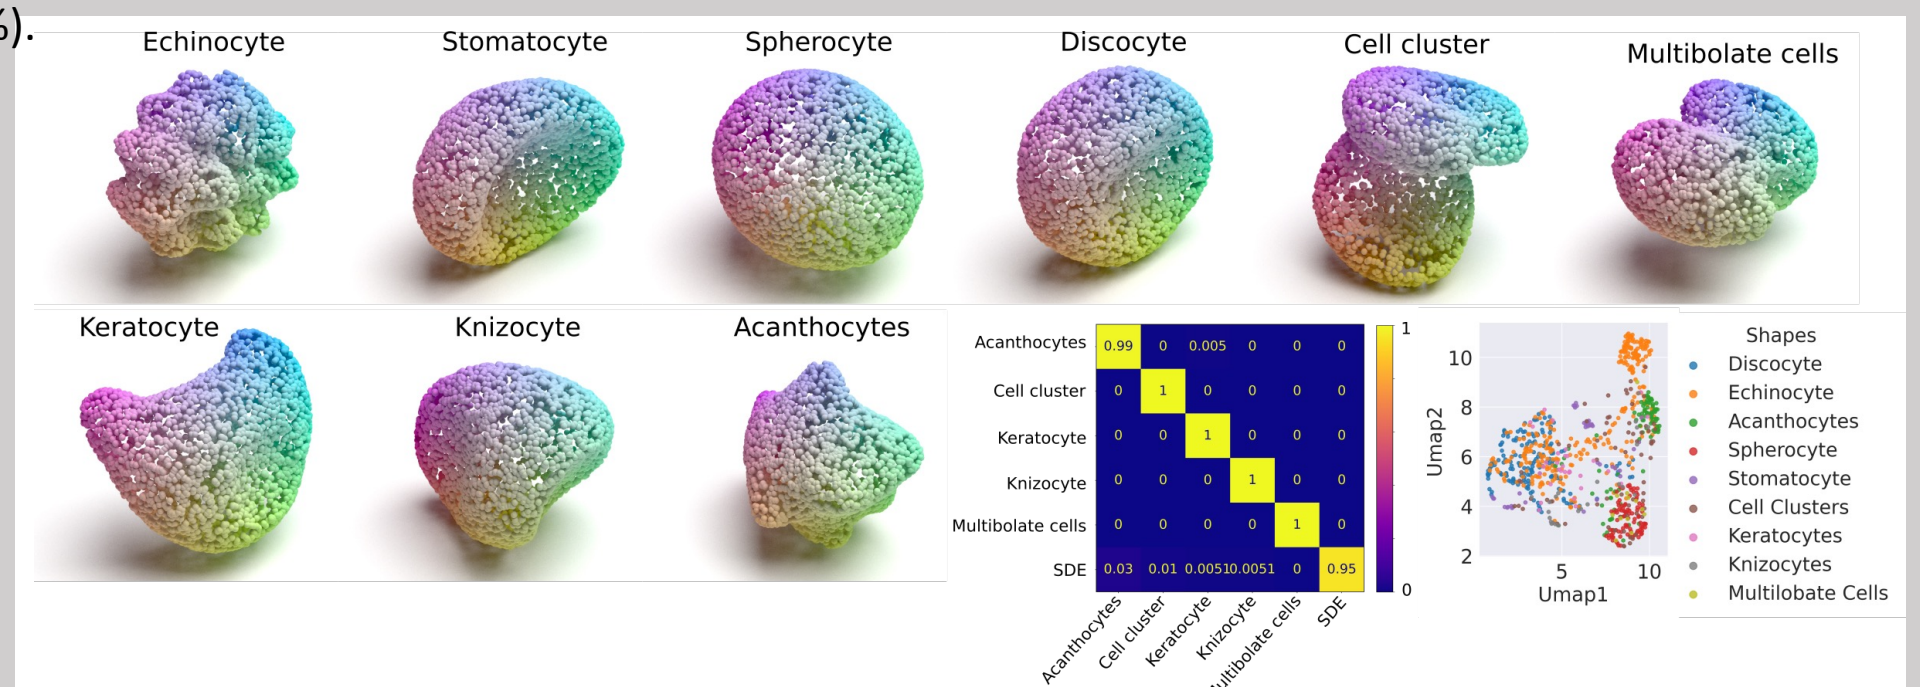 %).
Echinocyte
Stomatocyte
Spherocyte
Discocyte
Cell cluster
Multibolate cells
Keratocyte
Knizocyte
Acanthocytes
Acanthocytes 0.99 0 0.005 0 0 0
Cell cluster 0 1 0 0 0 0
Keratocyte 0 0 1 0 0 0
Knizocyte 0 0 0 1 0 0
Multibolate cells 0 0 0 0 1 0
SDE 0.03 0.01 0.0051 0.0051 0 0.95
Acanthocytes
Cell cluster
Keratocyte
Knizocyte
ultibolate cells
SDE
1
0
10
8
6
4
2
Umap2
5 10
Umap1
Shapes
Discocyte
Echinocyte
Acanthocytes
Spherocyte
Stomatocyte
Cell Clusters
Keratocytes
Knizocytes
Multilobate Cells